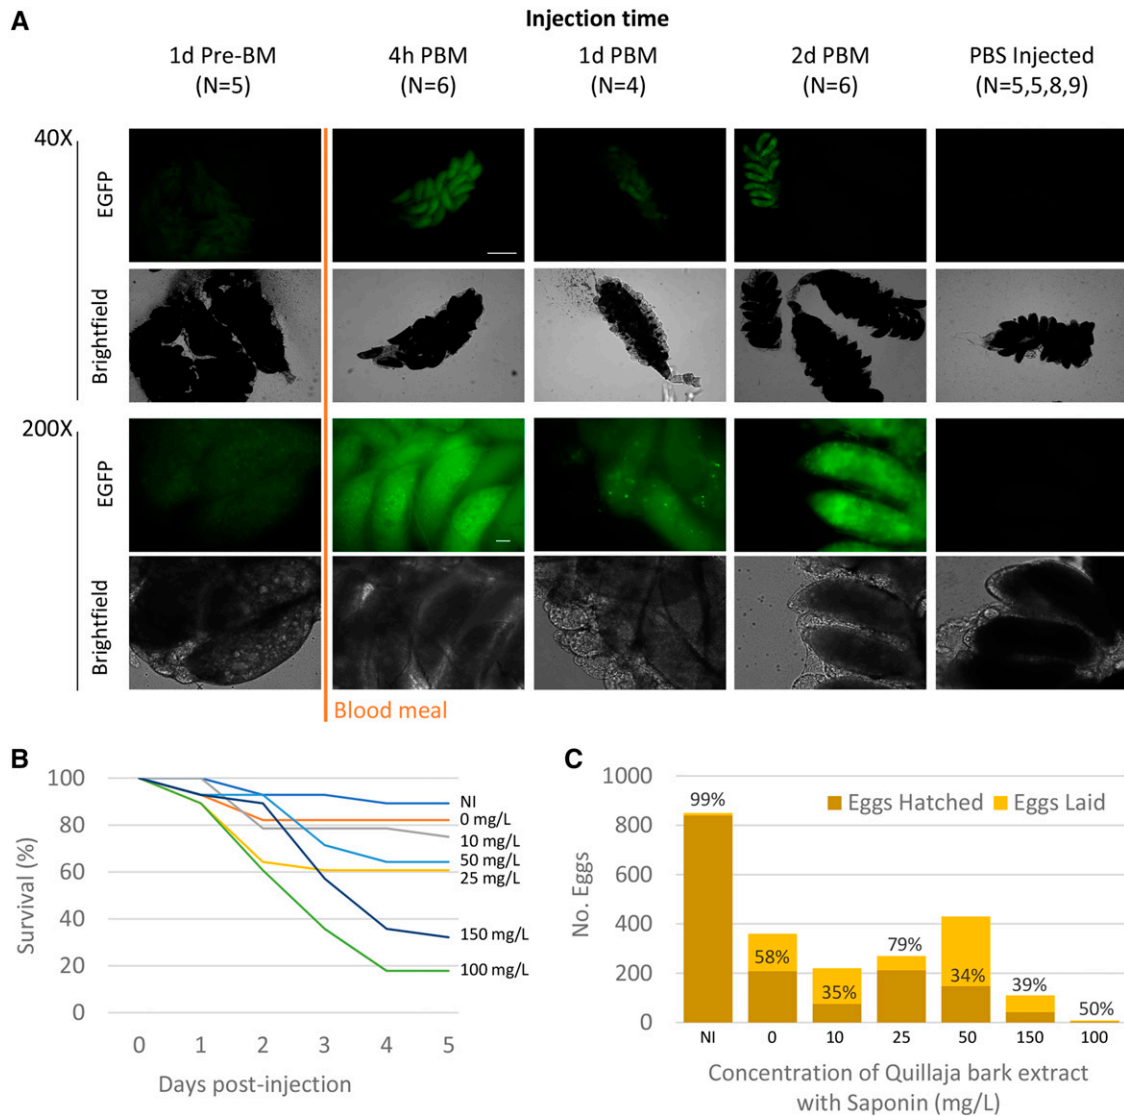 A
Injection time
1d Pre-BM
(N=5)
4h PBM
(N=6)
1d PBM
(N=4)
2d PBM
(N=6)
PBS Injected
(N=5,5,8,9)
40X
EGFP
Brightfield
200X
EGFP
Brightfield
Blood meal
B
100
80
60
40
20
0
Survival (%)
0 1 2 3 4 5
Days post-injection
NI
0 mg/L
10 mg/L
50 mg/L
25 mg/L
150 mg/L
100 mg/L
C
1000
800
600
400
200
0
No. Eggs
Eggs Hatched Eggs Laid
99%
58%
35%
79%
34%
39%
50%
NI 0 10 25 50 150 100
Concentration of Quillaja bark extract
with Saponin (mg/L)